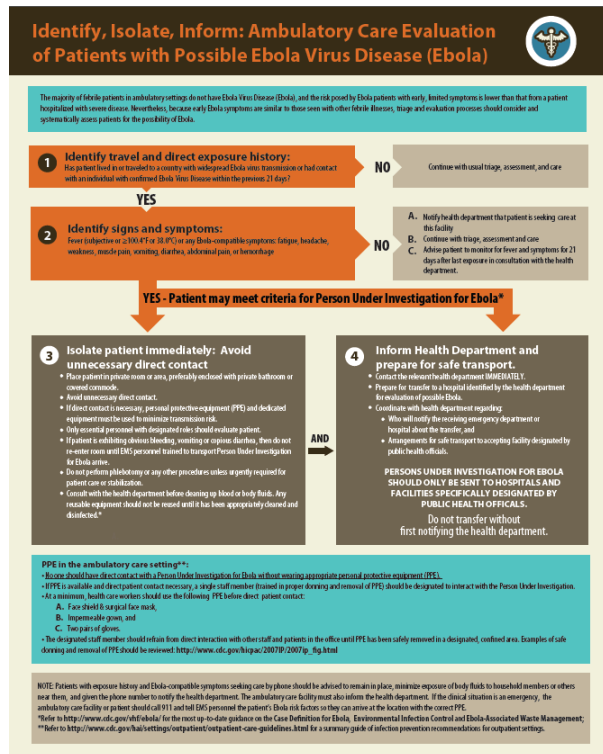 Identify, Isolate, Inform: Ambulatory Care Evaluation
of Patients with Possible Ebola Virus Disease (Ebola)
The majority of febrile patients in ambulatory settings do not have Ebola Virus Disease (Ebola), and the risk posed by Ebola patients with early, limited symptoms is lower than that from a patient
hospitalized with severe disease. Nevertheless, because early Ebola symptoms are similar to those seen with other febrile illnesses, triage and evaluation processes should consider and
systematically assess patients for the possibility of Ebola.
1
Identify travel and direct exposure history:
Has patient lived in or traveled to a country with widespread Ebola virus transmission or had contact
with an individual with confirmed Ebola Virus Disease within the previous 21 days?
NO
Continue with usual triage, assessment, and care
YES
2
Identify signs and symptoms:
Fever (subjective or ≥100.4°F or 38.0°C) or any Ebola-compatible symptoms: fatigue, headache,
weakness, muscle pain, vomiting, diarrhea, abdominal pain, or hemorrhage
NO
A. Notify health department that patient is seeking care at
this facility
B. Continue with triage, assessment and care
C. Advise patient to monitor for fever and symptoms for 21
days after last exposure in consultation with the health
department.
YES - Patient may meet criteria for Person Under Investigation for Ebola*
3
Isolate patient immediately: Avoid
unnecessary direct contact
• Place patient in private room or area, preferably enclosed with private bathroom or
covered commode.
• Avoid unnecessary direct contact.
• If direct contact is necessary, personal protective equipment (PPE) and dedicated
equipment must be used to minimize transmission risk.
• Only essential personnel with designated roles should evaluate patient.
• If patient is exhibiting obvious bleeding, vomiting or copious diarrhea, then do not
re-enter room until EMS personnel trained to transport Person Under Investigation
for Ebola arrive.
• Do not perform phlebotomy or any other procedures unless urgently required for
patient care or stabilization.
• Consult with the health department before cleaning up blood or body fluids. Any
reusable equipment should not be reused until it has been appropriately cleaned and
disinfected.*
AND
4
Inform Health Department and
prepare for safe transport.
• Contact the relevant health department IMMEDIATELY.
• Prepare for transfer to a hospital identified by the health department
for evaluation of possible Ebola.
• Coordinate with health department regarding:
• Who will notify the receiving emergency department or
hospital about the transfer, and
• Arrangements for safe transport to accepting facility designated by
public health officials.
PERSONS UNDER INVESTIGATION FOR EBOLA
SHOULD ONLY BE SENT TO HOSPITALS AND
FACILITIES SPECIFICALLY DESIGNATED BY
PUBLIC HEALTH OFFICALS.
Do not transfer without
first notifying the health department.
PPE in the ambulatory care setting**:
• No one should have direct contact with a Person Under Investigation for Ebola without wearing appropriate personal protective equipment (PPE).
• If PPE is available and direct patient contact necessary, a single staff member (trained in proper donning and removal of PPE) should be designated to interact with the Person Under Investigation.
• At a minimum, health care workers should use the following PPE before direct patient contact:
A. Face shield & surgical face mask,
B. Impermeable gown, and
C. Two pairs of gloves.
• The designated staff member should refrain from direct interaction with other staff and patients in the office until PPE has been safely removed in a designated, confined area. Examples of safe
donning and removal of PPE should be reviewed: http://www.cdc.gov/hicpac/2007IP/2007ip_fig.html
NOTE: Patients with exposure history and Ebola-compatible symptoms seeking care by phone should be advised to remain in place, minimize exposure of body fluids to household members or others
near them, and given the phone number to notify the health department. The ambulatory care facility must also inform the health department. If the clinical situation is an emergency, the
ambulatory care facility or patient should call 911 and tell EMS personnel the patient's Ebola risk factors so they can arrive at the location with the correct PPE.
*Refer to http://www.cdc.gov/vhf/ebola/ for the most up-to-date guidance on the Case Definition for Ebola, Environmental Infection Control and Ebola-Associated Waste Management;
**Refer to http://www.cdc.gov/hai/settings/outpatient/outpatient-care-guidelines.html for a summary guide of infection prevention recommendations for outpatient settings.